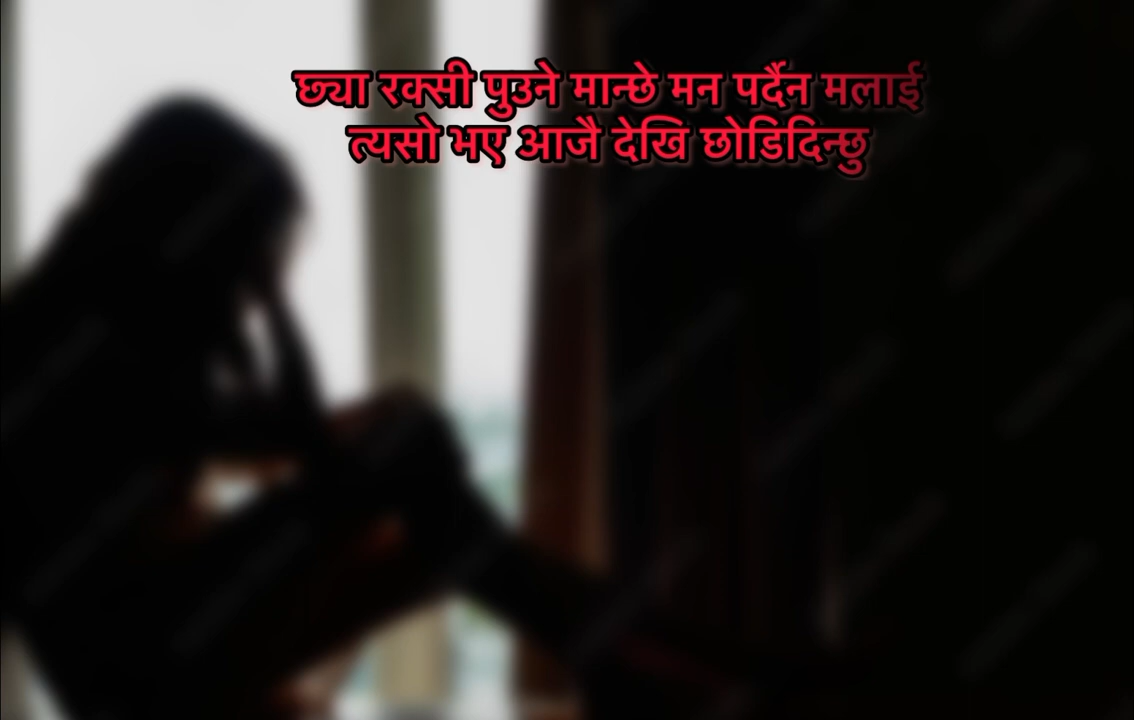 छ्या रक्सी पुउने मान्छे मन पर्दैन मलाई
त्यसो भए आजै देखि छोडिदिन्छु